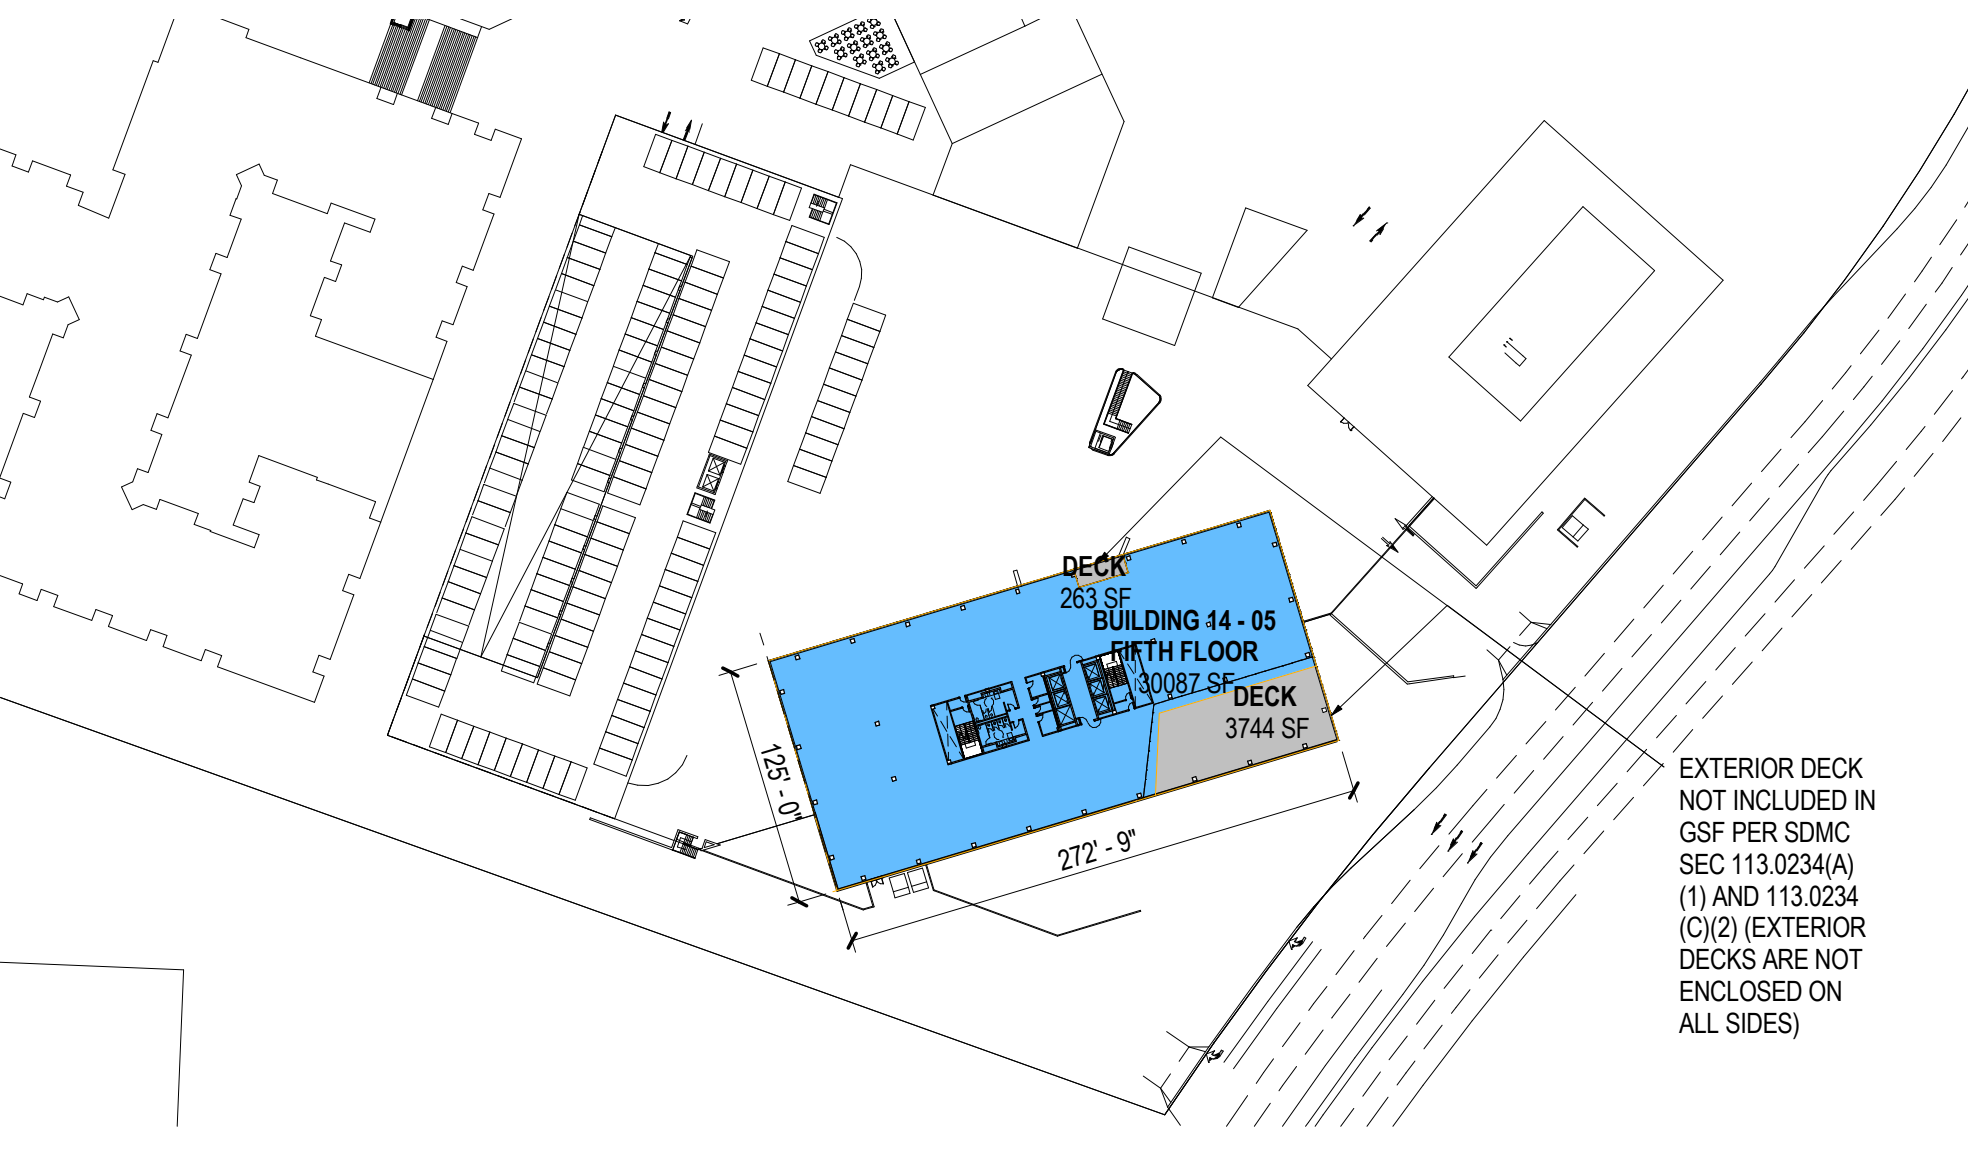 DECK
263 SF
BUILDING 14 - 05
FIFTH FLOOR
30087 SF
DECK
3744 SF
125' - 0"
272' - 9"
EXTERIOR DECK
NOT INCLUDED IN
GSF PER SDMC
SEC 113.0234(A)
(1) AND 113.0234
(C)(2) (EXTERIOR
DECKS ARE NOT
ENCLOSED ON
ALL SIDES)